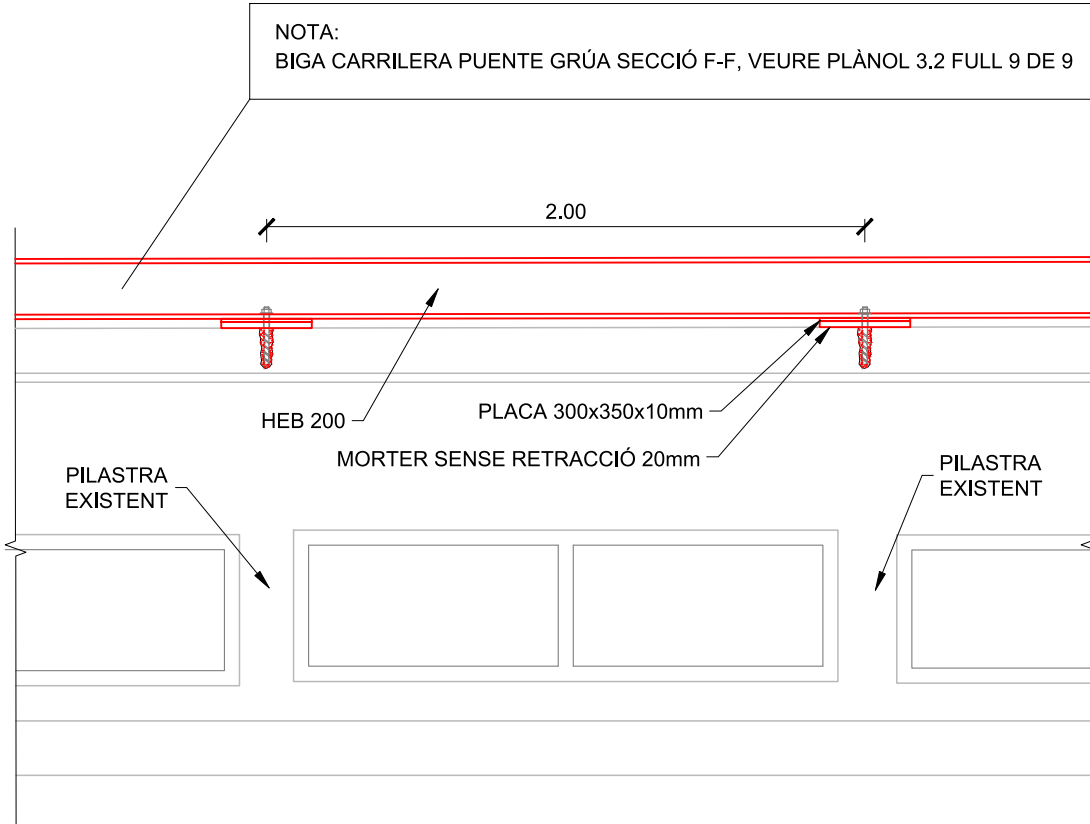 NOTA:
BIGA CARRILERA PUENTE GRÚA SECCIÓ F-F, VEURE PLÀNOL 3.2 FULL 9 DE 9
2.00
HEB 200
PLACA 300x350x10mm
MORTER SENSE RETRACCIÓ 20mm
PILASTRA
EXISTENT
PILASTRA
EXISTENT